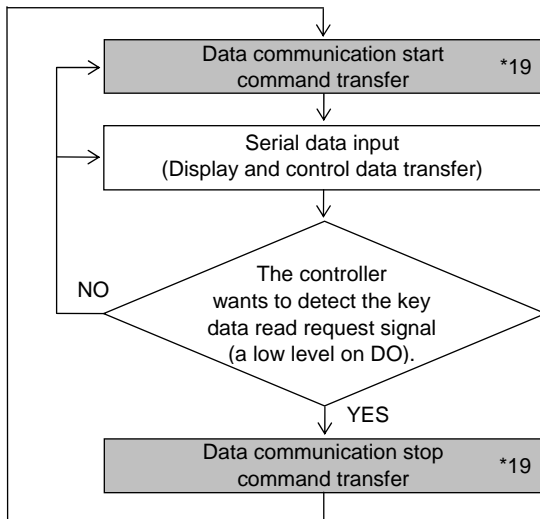 Data communication start
command transfer
*19
Serial data input
(Display and control data transfer)
The controller
wants to detect the key
data read request signal
(a low level on DO).
NO
YES
Data communication stop
command transfer
*19